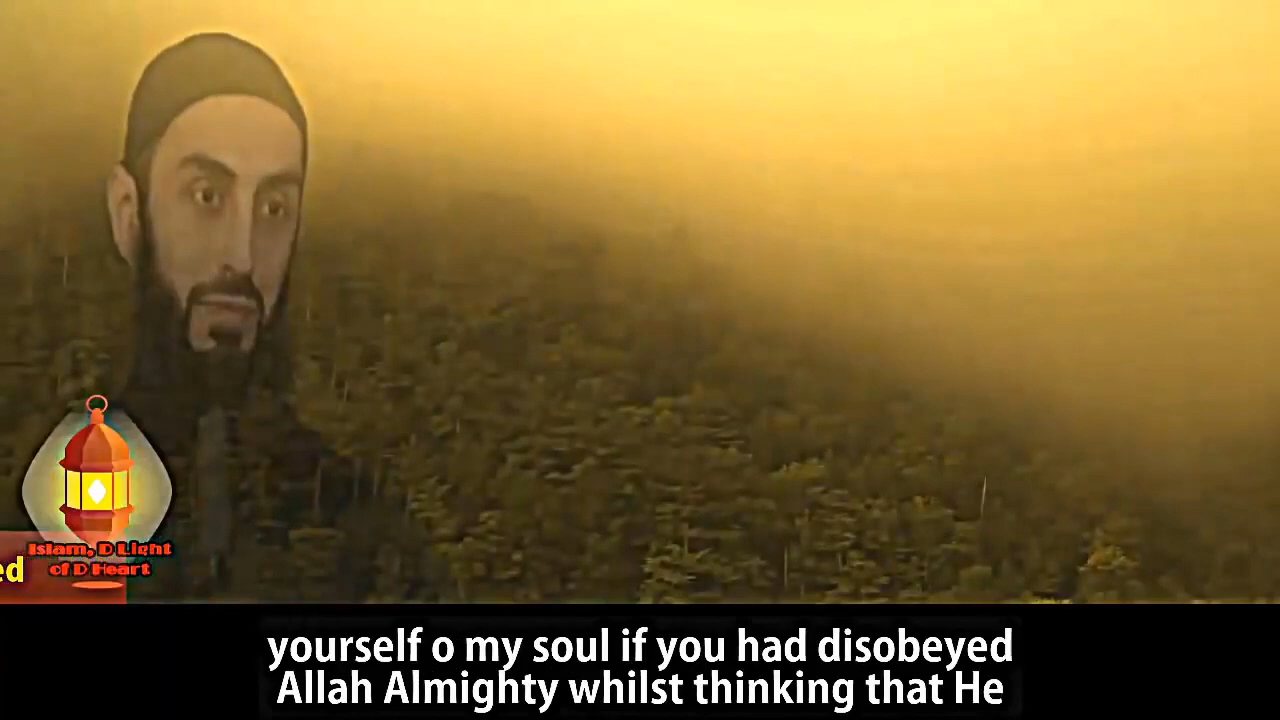 Islam, D Light
of D Heart
ed
yourself o my soul if you had disobeyed
Allah Almighty whilst thinking that He